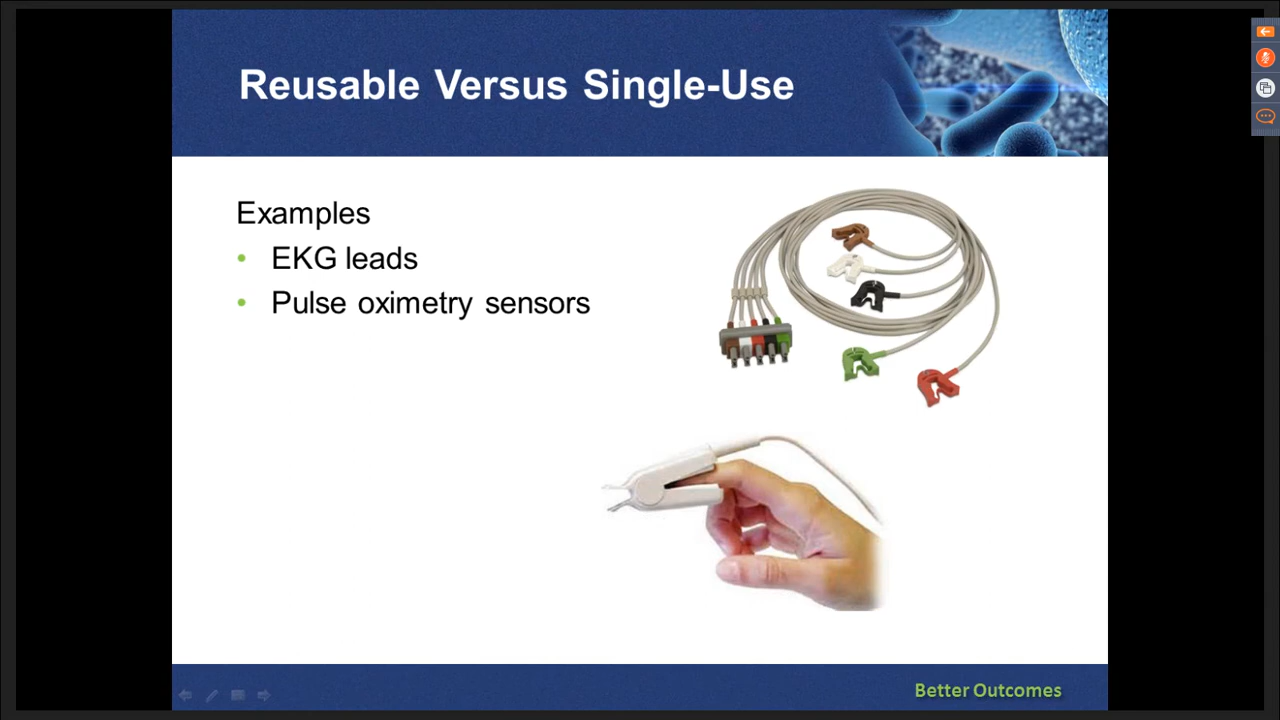 Reusable Versus Single-Use
Examples
• EKG leads
• Pulse oximetry sensors
Better Outcomes